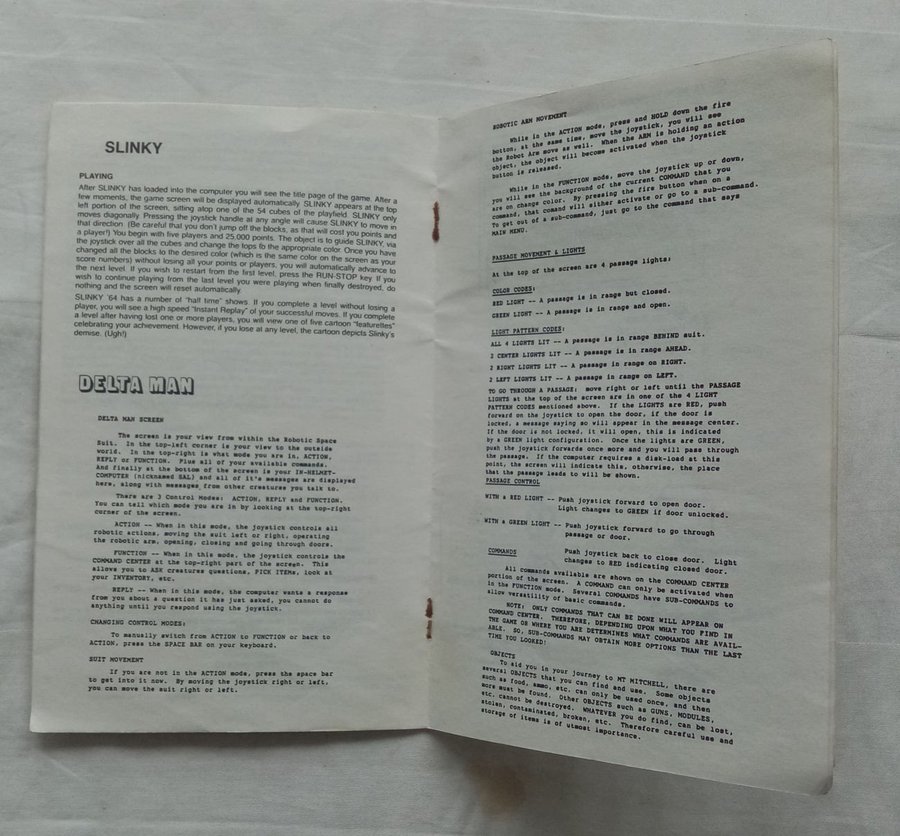 SLINKY
PLAYING
After SLINKY has loaded into the computer you will see the title page of the game. After a
few moments, the game screen will be displayed automatically. SLINKY appears at the top
left portion of the screen, sitting atop one of the 54 cubes of the playfield. SLINKY only
moves diagonally. Pressing the joystick handle at any angle will cause SLINKY to move in
that direction. (Be careful that you don't jump off the blocks, as that will cost you points and
a player!) You begin with five players and 25,000 points. The object is to guide SLINKY, via
the joystick over all the cubes and change the tops to the appropriate color. Once you have
changed all the blocks to the desired color (which is the same color on the screen as your
score numbers) without losing all your points or players, you will automatically advance to
the next level. If you wish to restart from the first level, press the RUN-STOP key. If you
wish to continue playing from the last level you were playing when finally destroyed, do
nothing and the screen will reset automatically.
SLINKY '64 has a number of "half time" shows. If you complete a level without losing a
player, you will see a high speed "Instant Replay" of your successful moves. If you complete
a level after having lost one or more players, you will view one of five cartoon "featurettes"
celebrating your achievement. However, if you lose at any level, the cartoon depicts Slinky's
demise. (Ugh!)
DELTA MAN
DELTA MAN SCREEN
The screen is your view from within the Robotic Space
Suit. In the top-left corner is your view to the outside
world. In the top-right is what mode you are in, ACTION,
REPLY or FUNCTION. Plus all of your available commands.
And finally at the bottom of the screen is your IN-HELMET-
COMPUTER (nicknamed SAL) and all of it's messages are displayed
here, along with messages from other creatures you talk to.
There are 3 Control Modes: ACTION, REPLY and FUNCTION.
You can tell which mode you are in by looking at the top-right
corner of the screen.
ACTION -- When in this mode, the joystick controls all
robotic actions, moving the suit left or right, operating
the robotic arm, opening, closing and going through doors.
FUNCTION -- When in this mode, the joystick controls the
COMMAND CENTER at the top-right part of the screen. This
allows you to ASK creatures questions, PICK ITEMs, look at
your INVENTORY, etc.
REPLY -- When in this mode, the computer wants a response
from you about a question it has just asked, you cannot do
anything until you respond using the joystick.
CHANGING CONTROL MODES:
To manually switch from ACTION to FUNCTION or back to
ACTION, press the SPACE BAR on your keyboard.
SUIT MOVEMENT
If you are not in the ACTION mode, press the space bar
to get into it now. By moving the joystick right or left,
you can move the suit right or left.
ROBOTIC ARM MOVEMENT
While in the ACTION mode, press and HOLD down the fire
button, at the same time, move the joystick, you will see
the Robot Arm move as well. When the ARM is holding an action
object, the object will become activated when the joystick
button is released.
While in the FUNCTION mode, move the joystick up or down,
you will see the background of the current COMMAND that you
are on change color. By pressing the fire button when on a
command, that comand will either activate or go to a sub-command.
To get out of a sub-command, just go to the command that says
MAIN MENU.
PASSAGE MOVEMENT & LIGHTS
At the top of the screen are 4 passage lights:
COLOR CODES:
RED LIGHT -- A passage is in range but closed.
GREEN LIGHT -- A passage is in range and open.
LIGHT PATTERN CODES:
ALL 4 LIGHTS LIT -- A passage is in range BEHIND suit.
2 CENTER LIGHTS LIT -- A passage is in range AHEAD.
2 RIGHT LIGHTS LIT -- A passage in range on RIGHT.
2 LEFT LIGHTS LIT -- A passage in range on LEFT.
TO GO THROUGH A PASSAGE: move right or left until the PASSAGE
LIGHTS at the top of the screen are in one of the 4 LIGHT
PATTERN CODES mentioned above. If the LIGHTS are RED, push
forward on the joystick to open the door, if the door is
locked, a message saying so will appear in the message center.
If the door is not locked, it will open, this is indicated
by a GREEN light configuration. Once the lights are GREEN,
push the joystick forwards once more and you will pass through
the passage. If the computer requires a disk-load at this
point, the screen will indicate this, otherwise, the place
that the passage leads to will be shown.
PASSAGE CONTROL
WITH A RED LIGHT -- Push joystick forward to open door.
Light changes to GREEN if door unlocked.
WITH A GREEN LIGHT -- Push joystick forward to go through
passage or door.
Push joystick back to close door. Light
changes to RED indicating closed door.
COMMANDS
All commands available are shown on the COMMAND CENTER
portion of the screen. A COMMAND can only be activated when
in the FUNCTION mode. Several COMMANDS have SUB-COMMANDS to
allow versatility of basic commands.
NOTE: ONLY COMMANDS THAT CAN BE DONE WILL APPEAR ON
COMMAND CENTER. THEREFORE, DEPENDING UPON WHAT YOU FIND IN
THE GAME OR WHERE YOU ARE DETERMINES WHAT COMMANDS ARE AVAIL-
ABLE. SO, SUB-COMMANDS MAY OBTAIN MORE OPTIONS THAN THE LAST
TIME YOU LOOKED!
OBJECTS
To aid you in your journey to MT MITCHELL, there are
several OBJECTS that you can find and use. Some objects
such as food, ammo, etc. can only be used once, and then
more must be found. Other OBJECTS such as GUNS, MODULES,
etc. cannot be destroyed. WHATEVER you do find, can be lost,
stolen, contaminated, broken, etc. Therefore careful use and
storage of items is of utmost importance.